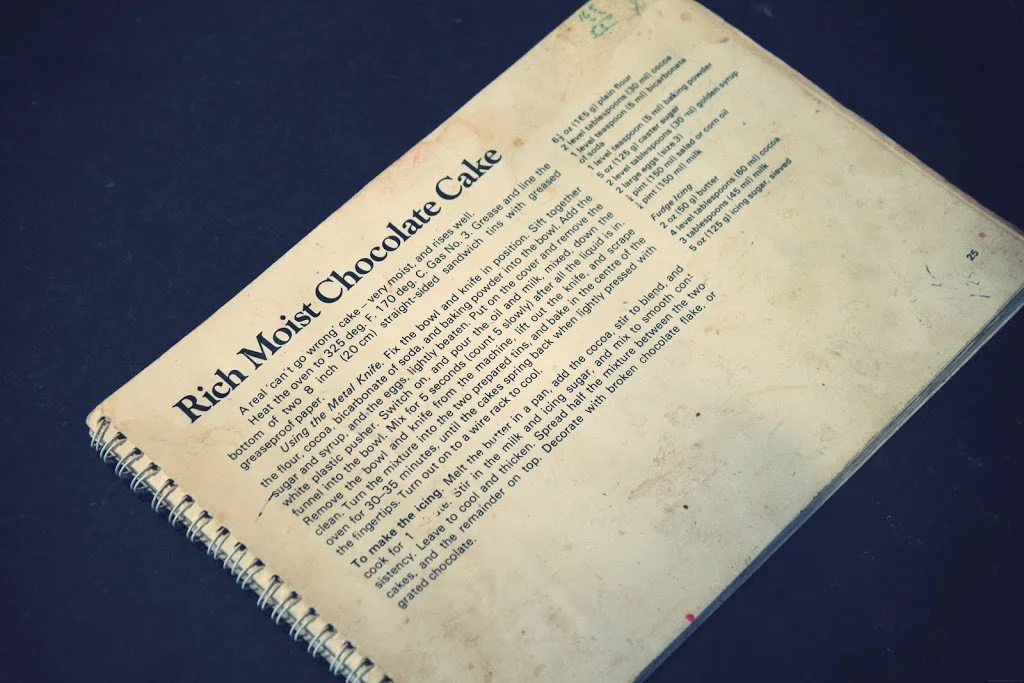 Rich Moist Chocolate Cake
A real 'can't go wrong' cake – very moist, and rises well.
Heat the oven to 325 deg. F, 170 deg. C, Gas No. 3. Grease and line the
bottom of two 8 inch (20 cm) straight-sided sandwich tins with greased
greaseproof paper.
Using the Metal Knife. Fix the bowl and knife in position. Sift together
the flour, cocoa, bicarbonate of soda, and baking powder into the bowl. Add the
sugar and syrup, and the eggs, lightly beaten. Put on the cover and remove the
white plastic pusher. Switch on, and pour the oil and milk, mixed, down the
funnel into the bowl. Mix for 5 seconds (count 5 slowly) after all the liquid is in.
Remove the bowl and knife from the machine, lift out the knife, and scrape
clean. Turn the mixture into the two prepared tins, and bake in the centre of the
oven for 30–35 minutes, until the cakes spring back when lightly pressed with
the fingertips. Turn out on to a wire rack to cool.
To make the icing. Melt the butter in a pan, add the cocoa, stir to blend, and
cook for 1 Stir in the milk and icing sugar, and mix to smooth con-
sistency. Leave to cool and thicken. Spread half the mixture between the two
cakes, and the remainder on top. Decorate with broken chocolate flake, or
grated chocolate.
165
550
6½ oz (165 g) plain flour
2 level tablespoons (30 ml) cocoa
1 level teaspoon (5 ml) bicarbonate
of soda
1 level teaspoon (5 ml) baking powder
5 oz (125 g) caster sugar
2 level tablespoons (30 ml) golden syrup
2 large eggs (size 3)
¼ pint (150 ml) salad or corn oil
¼ pint (150 ml) milk
Fudge Icing
2 oz (50 g) butter
4 level tablespoons (60 ml) cocoa
3 tablespoons (45 ml) milk
5 oz (125 g) icing sugar, sieved
25